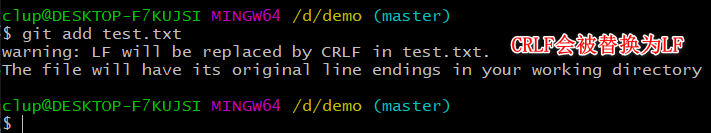 clup@DESKTOP-F7KUJSI MINGW64 /d/demo (master)
$ git add test.txt
warning: LF will be replaced by CRLF in test.txt.
CRLF会被替换为LF
The file will have its original line endings in your working directory
clup@DESKTOP-F7KUJSI MINGW64 /d/demo (master)
$